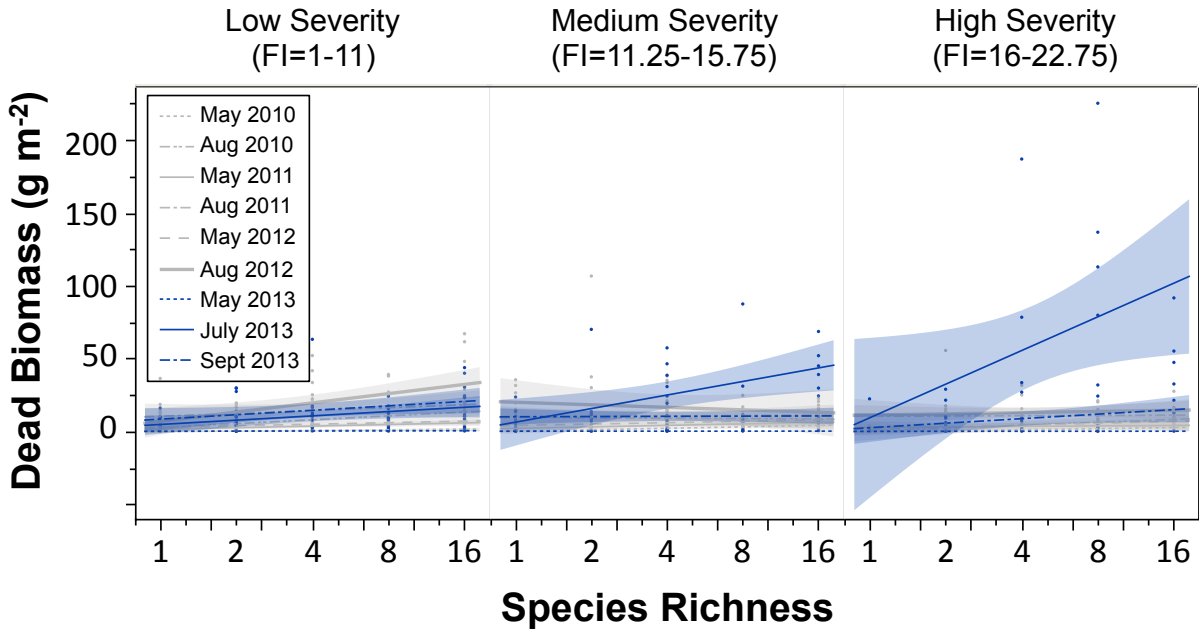 Low Severity
(FI=1-11)
Medium Severity
(FI=11.25-15.75)
High Severity
(FI=16-22.75)
Dead Biomass (g m-2)
200
150
100
50
0
May 2010
Aug 2010
May 2011
Aug 2011
May 2012
Aug 2012
May 2013
July 2013
Sept 2013
1 2 4 8 16 1 2 4 8 16 1 2 4 8 16
Species Richness